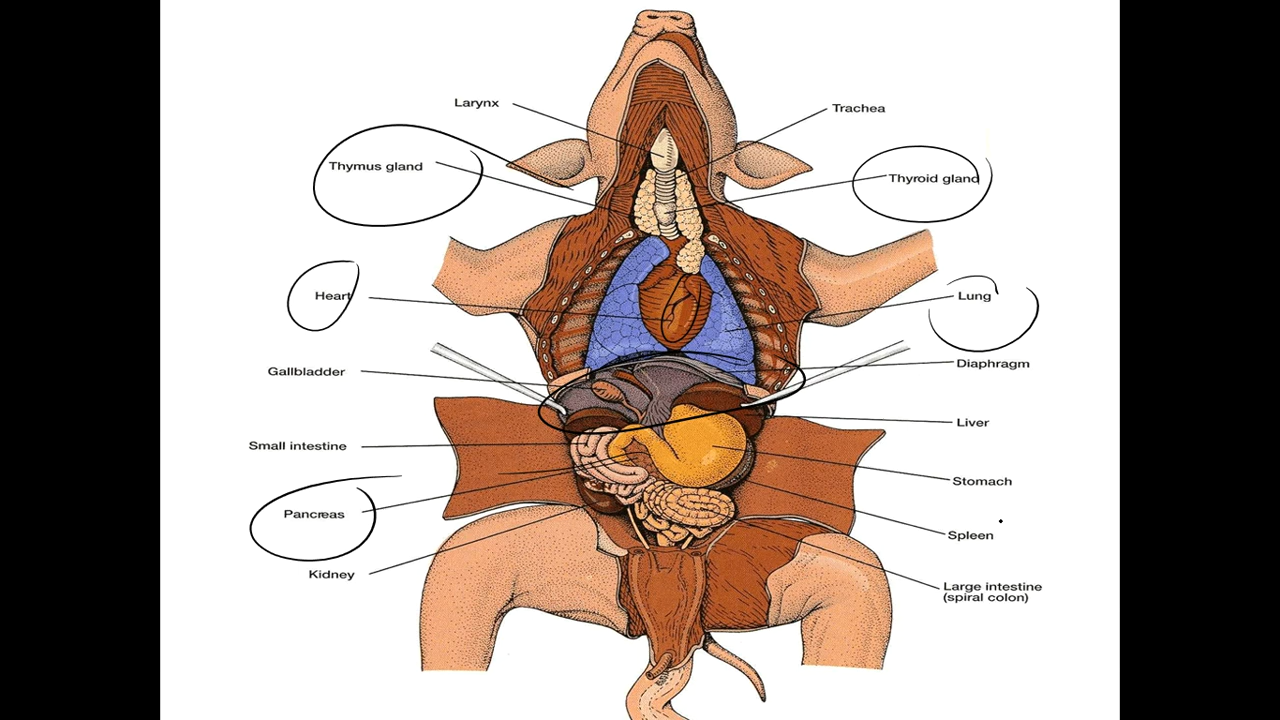 Larynx
Trachea
Thymus gland
Thyroid gland
Heart
Lung
Gallbladder
Diaphragm
Liver
Small intestine
Stomach
Pancreas
Spleen
Kidney
Large intestine
(spiral colon)